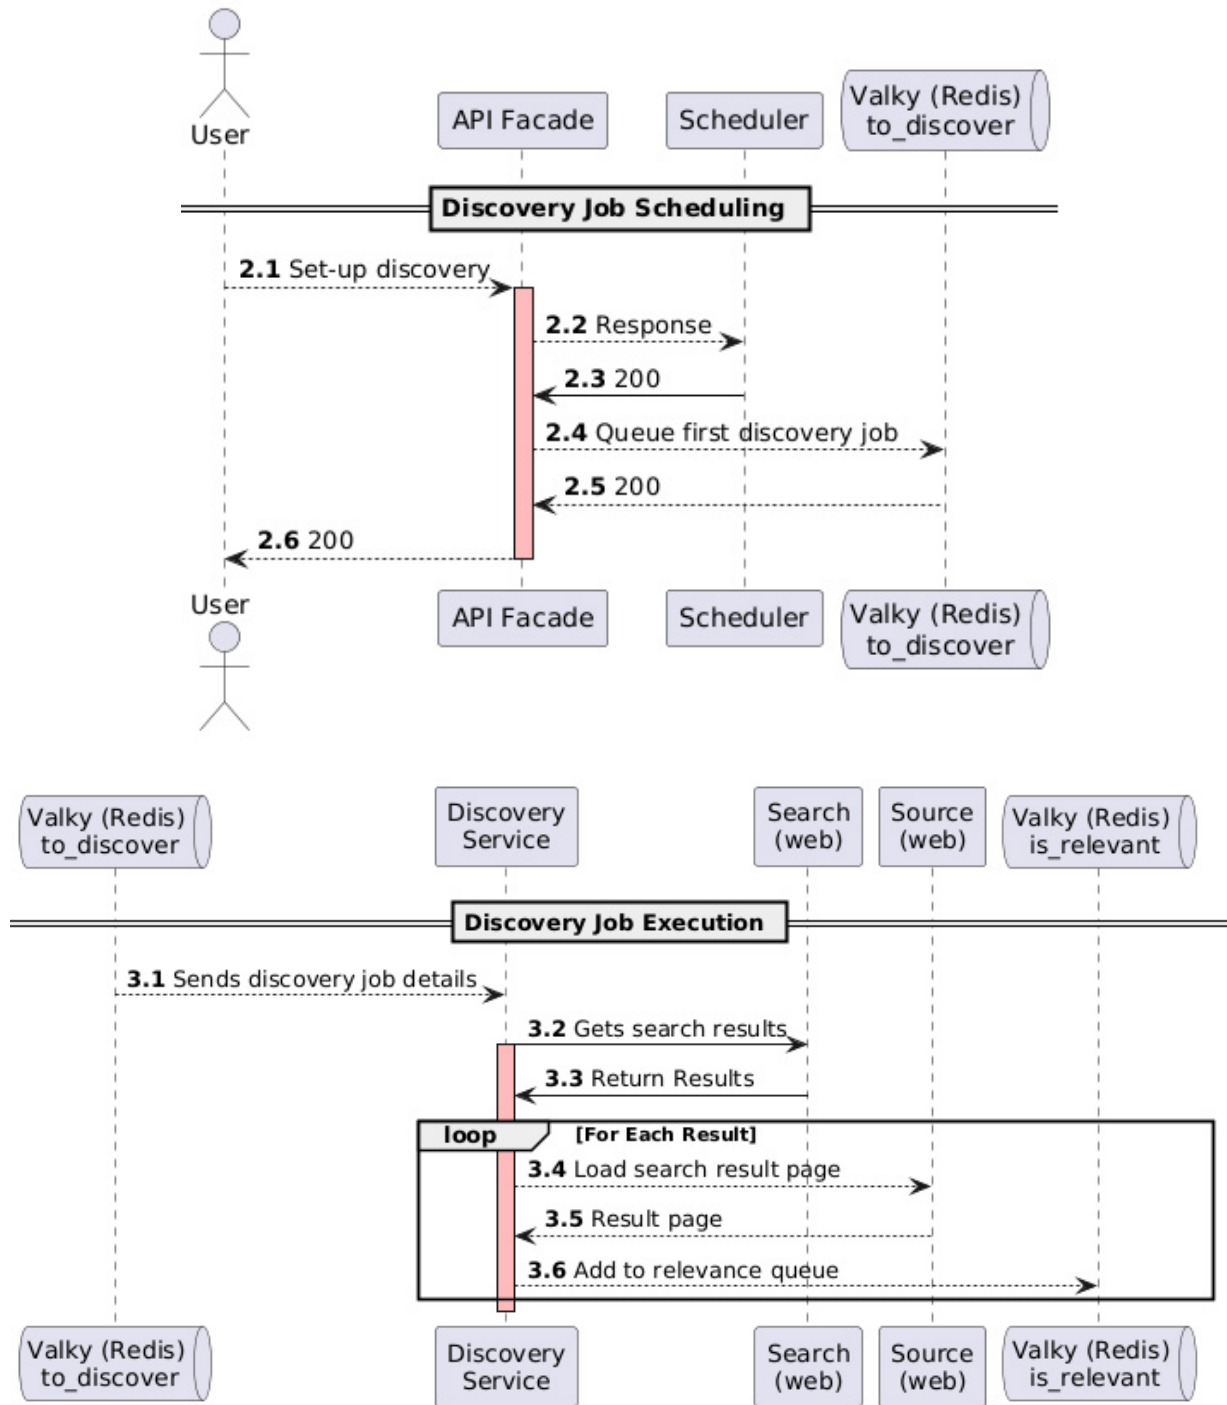 User
API Facade
Scheduler
Valky (Redis)
to_discover
Discovery Job Scheduling
2.1 Set-up discovery
2.2 Response
2.3 200
2.4 Queue first discovery job
2.5 200
2.6 200
User
API Facade
Scheduler
Valky (Redis)
to_discover
Valky (Redis)
to_discover
Discovery
Service
Search
(web)
Source
(web)
Valky (Redis)
is_relevant
Discovery Job Execution
3.1 Sends discovery job details
3.2 Gets search results
3.3 Return Results
loop [For Each Result]
3.4 Load search result page
3.5 Result page
3.6 Add to relevance queue
Valky (Redis)
to_discover
Discovery
Service
Search
(web)
Source
(web)
Valky (Redis)
is_relevant